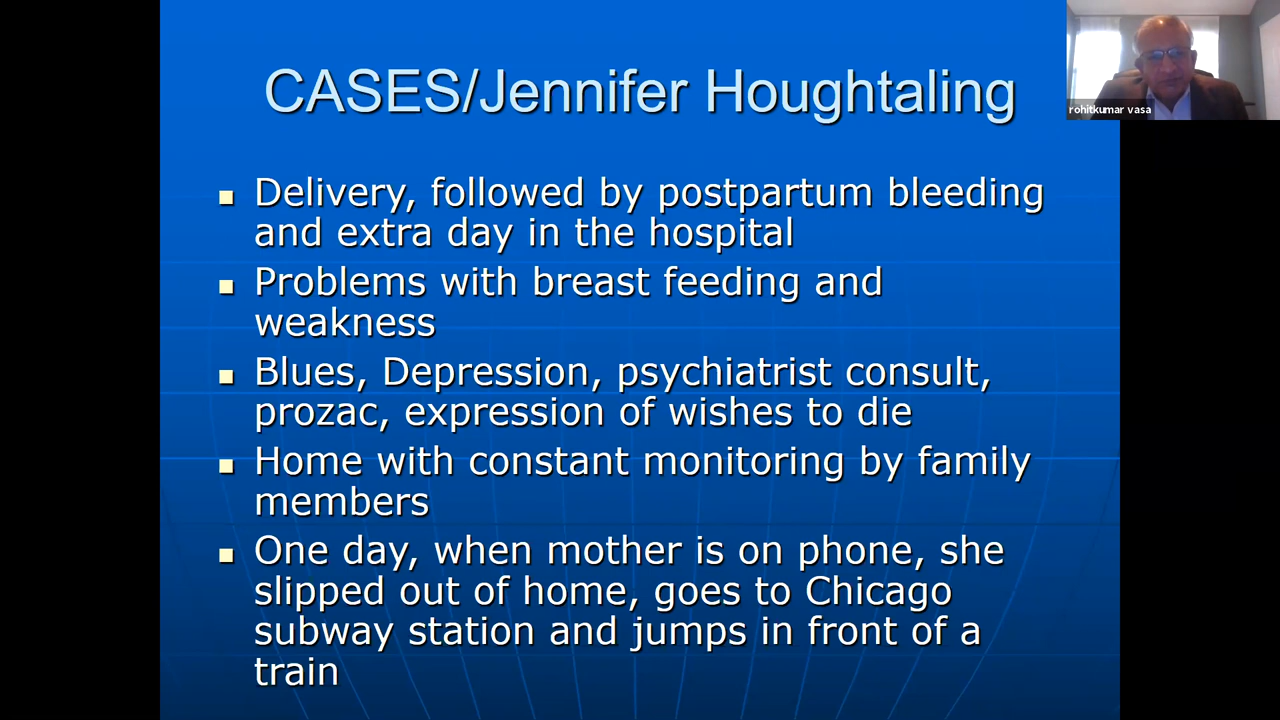 CASES/Jennifer Houghtaling
rohitkumar vasa
Delivery, followed by postpartum bleeding
and extra day in the hospital
Problems with breast feeding and
weakness
Blues, Depression, psychiatrist consult,
prozac, expression of wishes to die
Home with constant monitoring by family
members
One day, when mother is on phone, she
slipped out of home, goes to Chicago
subway station and jumps in front of a
train